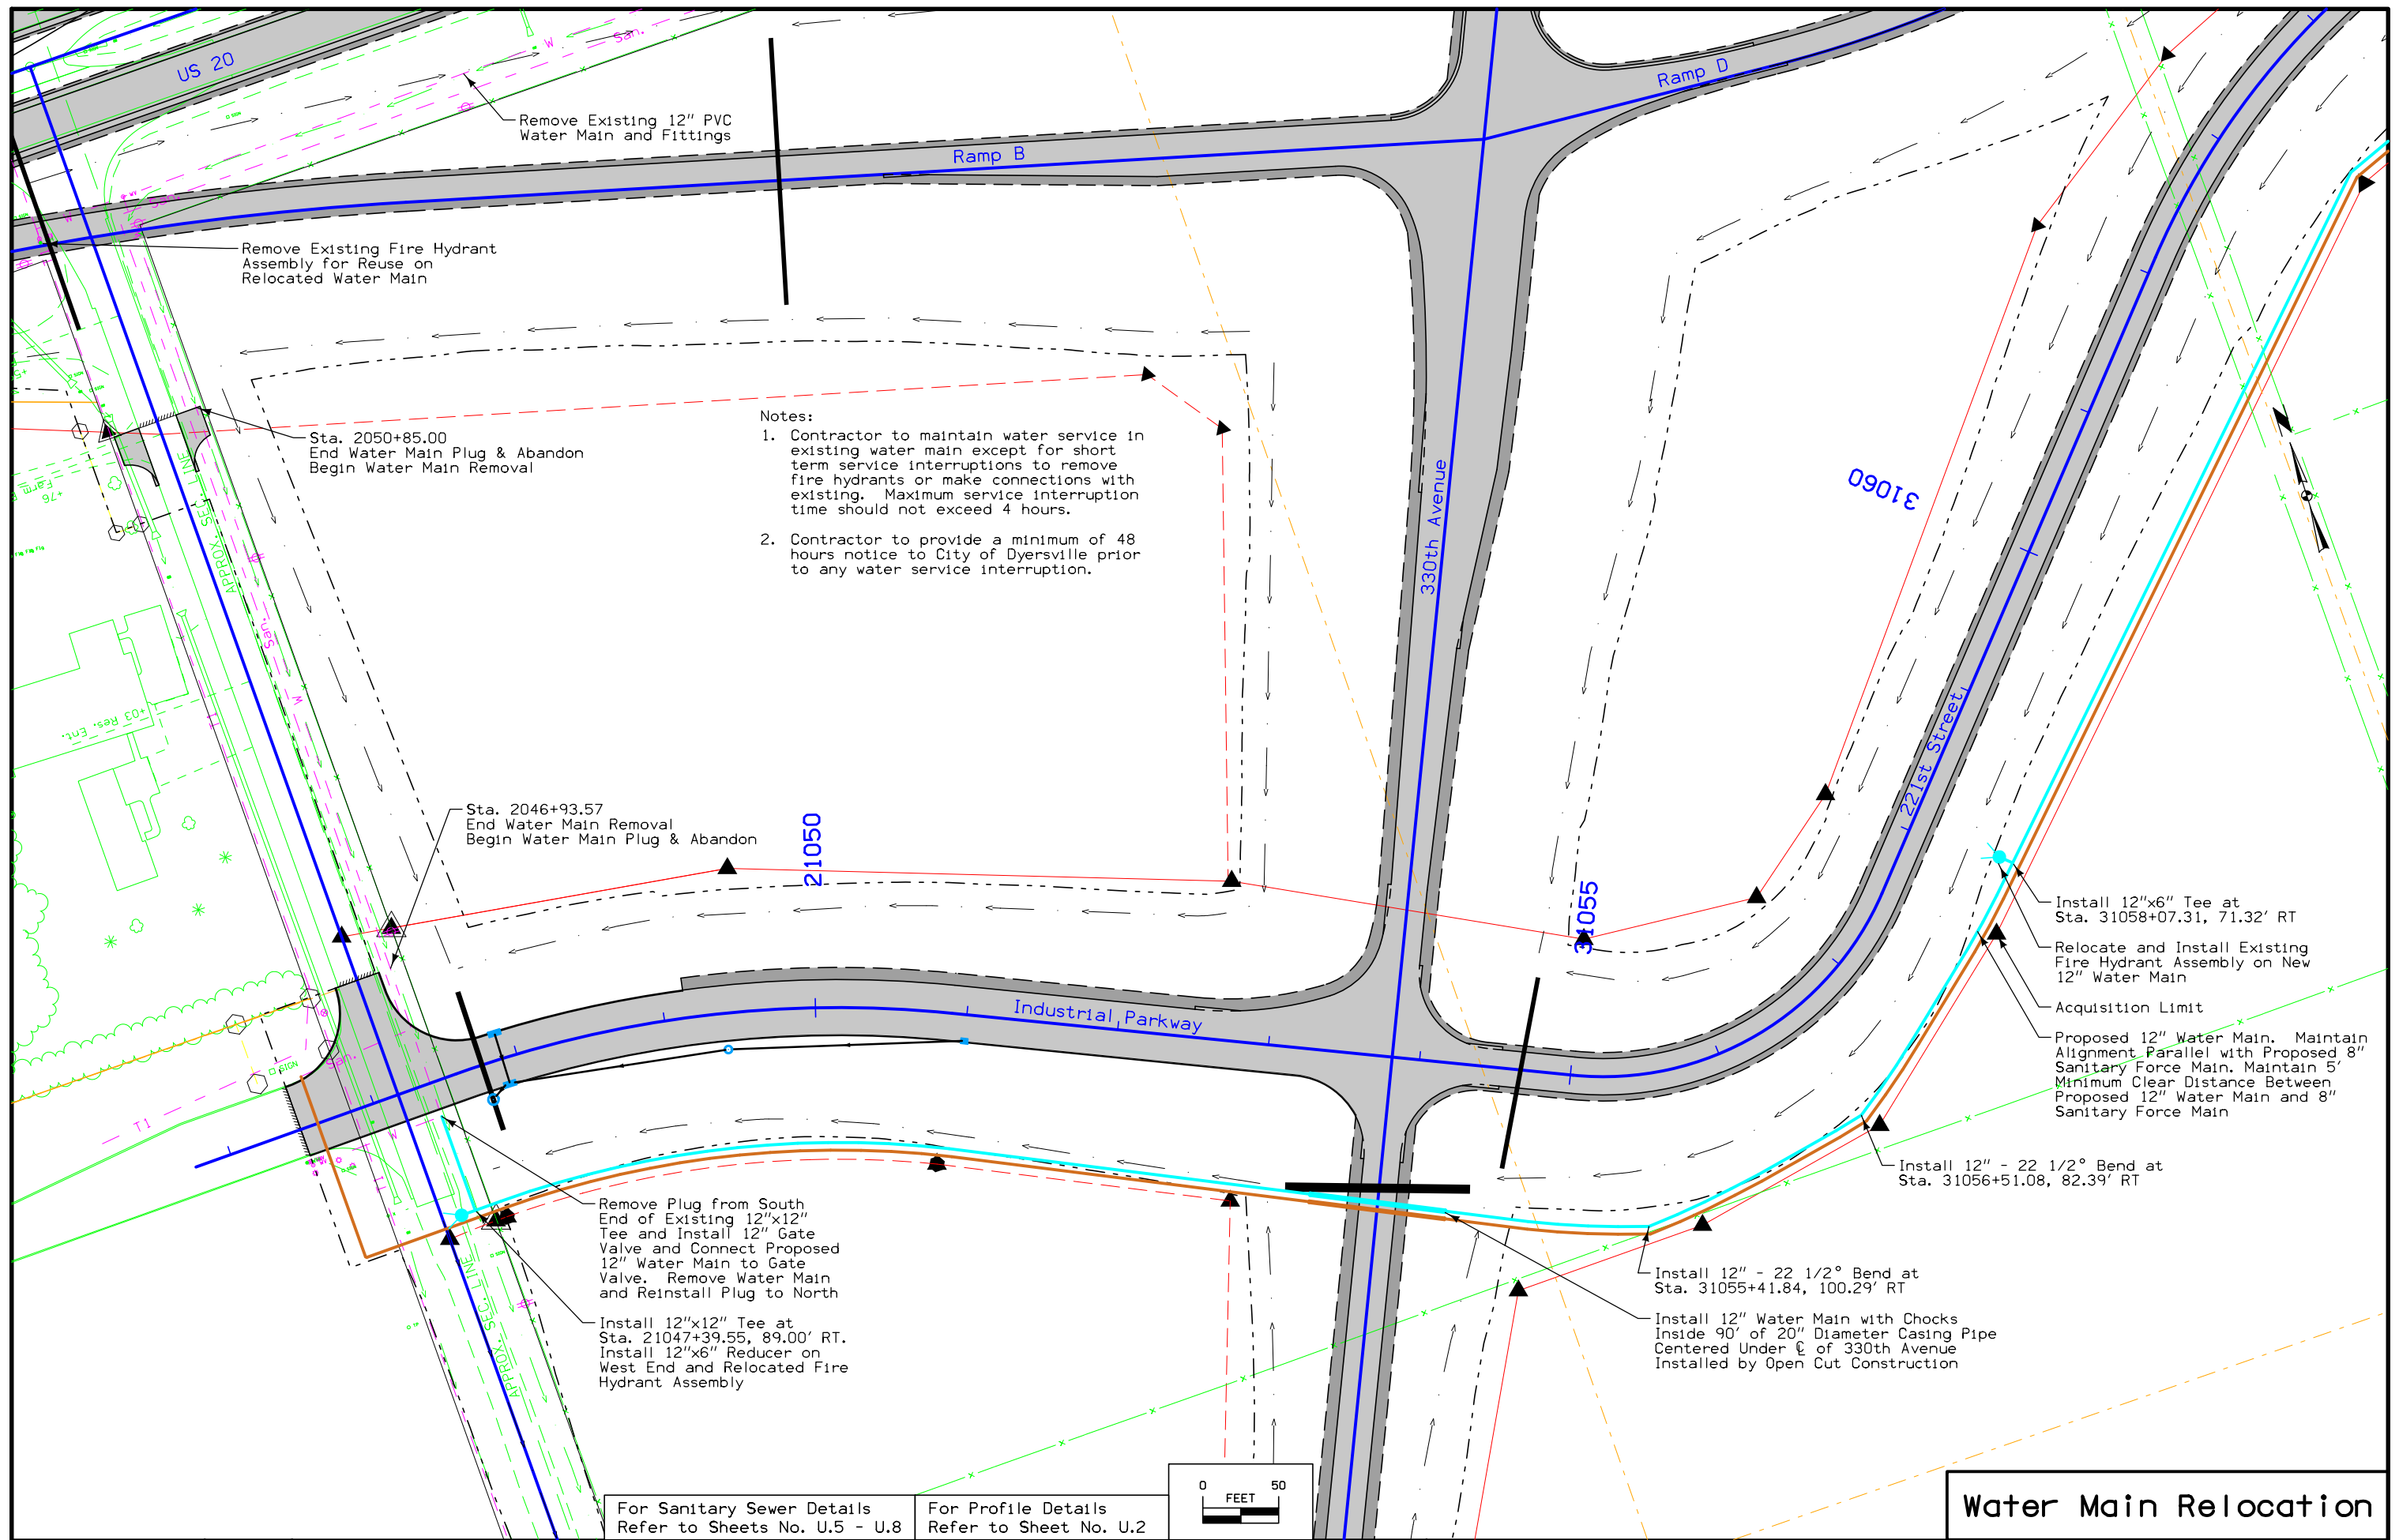 US 20
W
San.
Remove Existing 12" PVC
Water Main and Fittings
Ramp B
Ramp D
Remove Existing Fire Hydrant
Assembly for Reuse on
Relocated Water Main
Sta. 2050+85.00
End Water Main Plug & Abandon
Begin Water Main Removal
Notes:
1. Contractor to maintain water service in
existing water main except for short
term service interruptions to remove
fire hydrants or make connections with
existing. Maximum service interruption
time should not exceed 4 hours.
2. Contractor to provide a minimum of 48
hours notice to City of Dyersville prior
to any water service interruption.
330th Avenue
31060
APPROX. SEC. LINE
San.
W
+03 Res. Ent.
221st Street
Sta. 2046+93.57
End Water Main Removal
Begin Water Main Plug & Abandon
21050
31055
Industrial Parkway
T1
W
Install 12"x6" Tee at
Sta. 31058+07.31, 71.32' RT
Relocate and Install Existing
Fire Hydrant Assembly on New
12" Water Main
Acquisition Limit
Proposed 12" Water Main. Maintain
Alignment Parallel with Proposed 8"
Sanitary Force Main. Maintain 5'
Minimum Clear Distance Between
Proposed 12" Water Main and 8"
Sanitary Force Main
Install 12" - 22 1/2° Bend at
Sta. 31056+51.08, 82.39' RT
Remove Plug from South
End of Existing 12"x12"
Tee and Install 12" Gate
Valve and Connect Proposed
12" Water Main to Gate
Valve. Remove Water Main
and Reinstall Plug to North
Install 12"x12" Tee at
Sta. 21047+39.55, 89.00' RT.
Install 12"x6" Reducer on
West End and Relocated Fire
Hydrant Assembly
APPROX. SEC. LINE
Install 12" - 22 1/2° Bend at
Sta. 31055+41.84, 100.29' RT
Install 12" Water Main with Chocks
Inside 90' of 20" Diameter Casing Pipe
Centered Under ℄ of 330th Avenue
Installed by Open Cut Construction
For Sanitary Sewer Details
Refer to Sheets No. U.5 - U.8
For Profile Details
Refer to Sheet No. U.2
0 50
FEET
Water Main Relocation